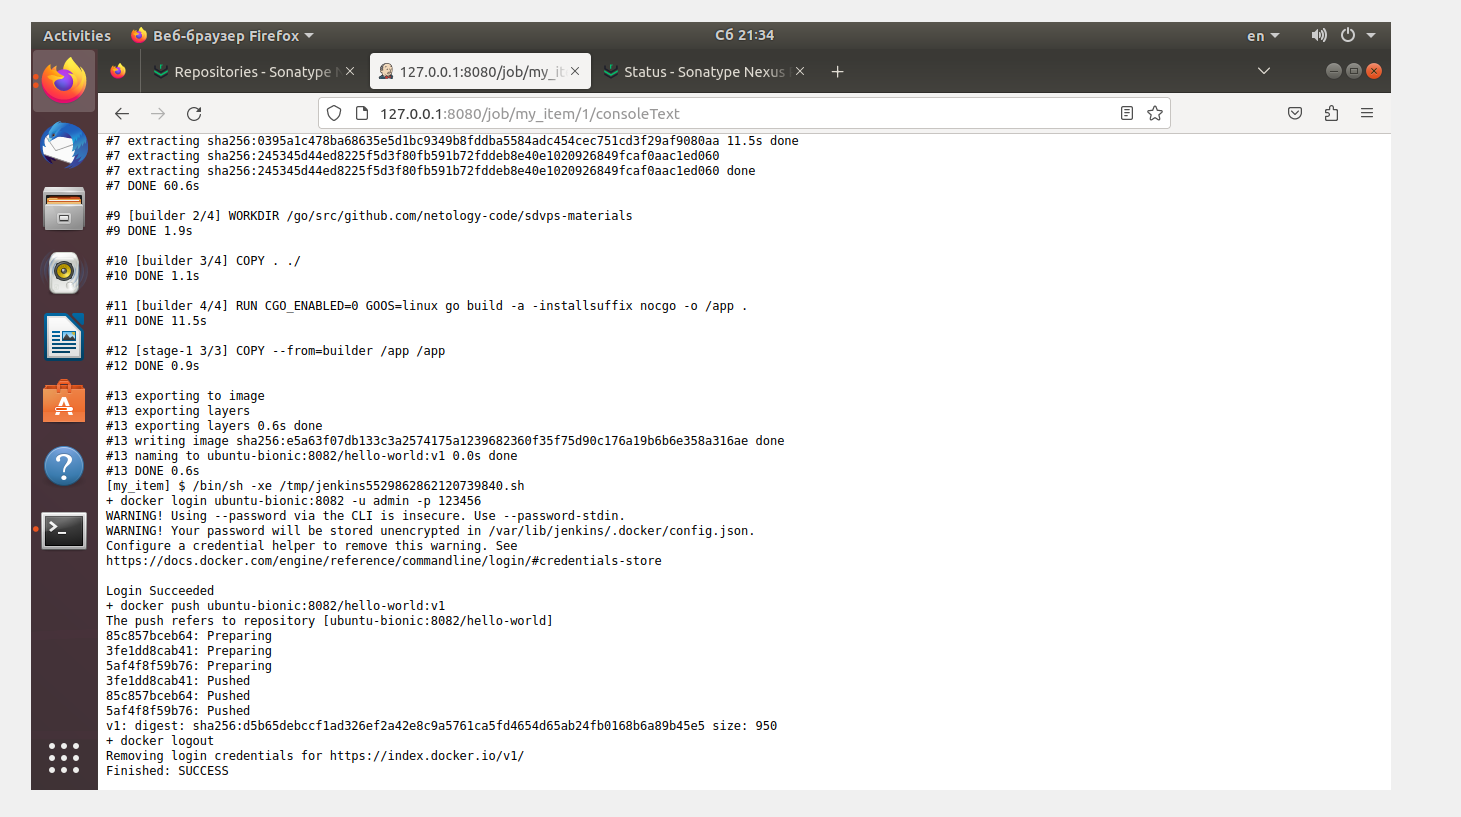 Activities
Веб-браузер Firefox
Сб 21:34
en
Repositories - Sonatype N
127.0.0.1:8080/job/my_it
Status - Sonatype Nexus
127.0.0.1:8080/job/my_item/1/consoleText
#7 extracting sha256:0395a1c478ba68635e5d1bc9349b8fddba5584adc454cec751cd3f29af9080aa 11.5s done
#7 extracting sha256:245345d44ed8225f5d3f80fb591b72fddeb8e40e1020926849fcaf0aac1ed060
#7 extracting sha256:245345d44ed8225f5d3f80fb591b72fddeb8e40e1020926849fcaf0aac1ed060 done
#7 DONE 60.6s
#9 [builder 2/4] WORKDIR /go/src/github.com/netology-code/sdvps-materials
#9 DONE 1.9s
#10 [builder 3/4] COPY . ./
#10 DONE 1.1s
#11 [builder 4/4] RUN CGO_ENABLED=0 GOOS=linux go build -a -installsuffix nocgo -o /app .
#11 DONE 11.5s
#12 [stage-1 3/3] COPY --from=builder /app /app
#12 DONE 0.9s
#13 exporting to image
#13 exporting layers
#13 exporting layers 0.6s done
#13 writing image sha256:e5a63f07db133c3a2574175a1239682360f35f75d90c176a19b6b6e358a316ae done
#13 naming to ubuntu-bionic:8082/hello-world:v1 0.0s done
#13 DONE 0.6s
[my_item] $ /bin/sh -xe /tmp/jenkins5529862862120739840.sh
+ docker login ubuntu-bionic:8082 -u admin -p 123456
WARNING! Using --password via the CLI is insecure. Use --password-stdin.
WARNING! Your password will be stored unencrypted in /var/lib/jenkins/.docker/config.json.
Configure a credential helper to remove this warning. See
https://docs.docker.com/engine/reference/commandline/login/#credentials-store
Login Succeeded
+ docker push ubuntu-bionic:8082/hello-world:v1
The push refers to repository [ubuntu-bionic:8082/hello-world]
85c857bceb64: Preparing
3fe1dd8cab41: Preparing
5af4f8f59b76: Preparing
3fe1dd8cab41: Pushed
85c857bceb64: Pushed
5af4f8f59b76: Pushed
v1: digest: sha256:d5b65debccf1ad326ef2a42e8c9a5761ca5fd4654d65ab24fb0168b6a89b45e5 size: 950
+ docker logout
Removing login credentials for https://index.docker.io/v1/
Finished: SUCCESS